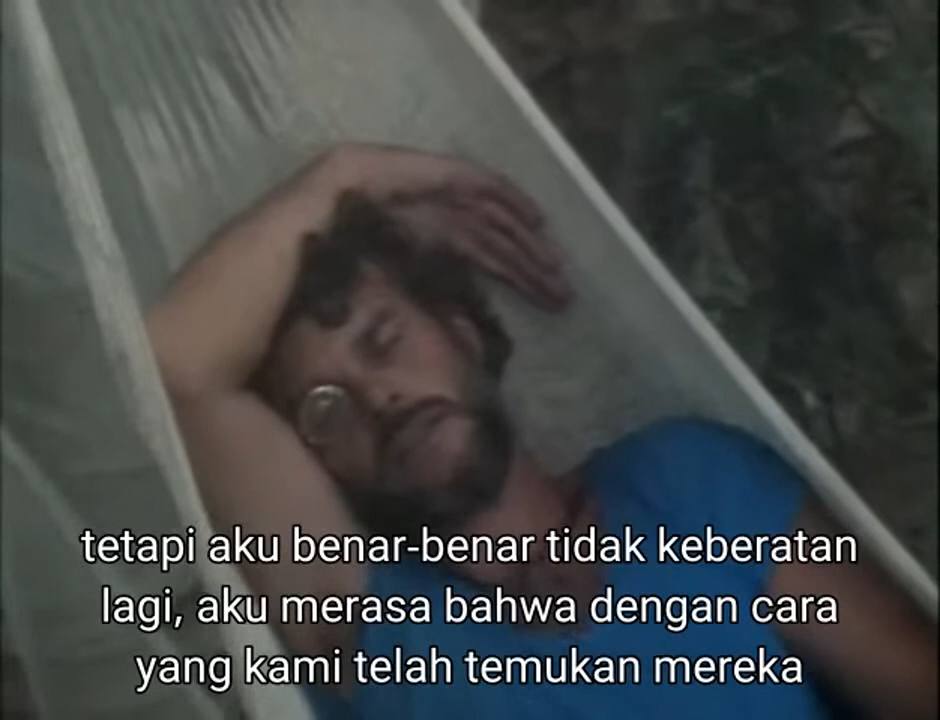 tetapi aku benar-benar tidak keberatan
lagi, aku merasa bahwa dengan cara
yang kami telah temukan mereka